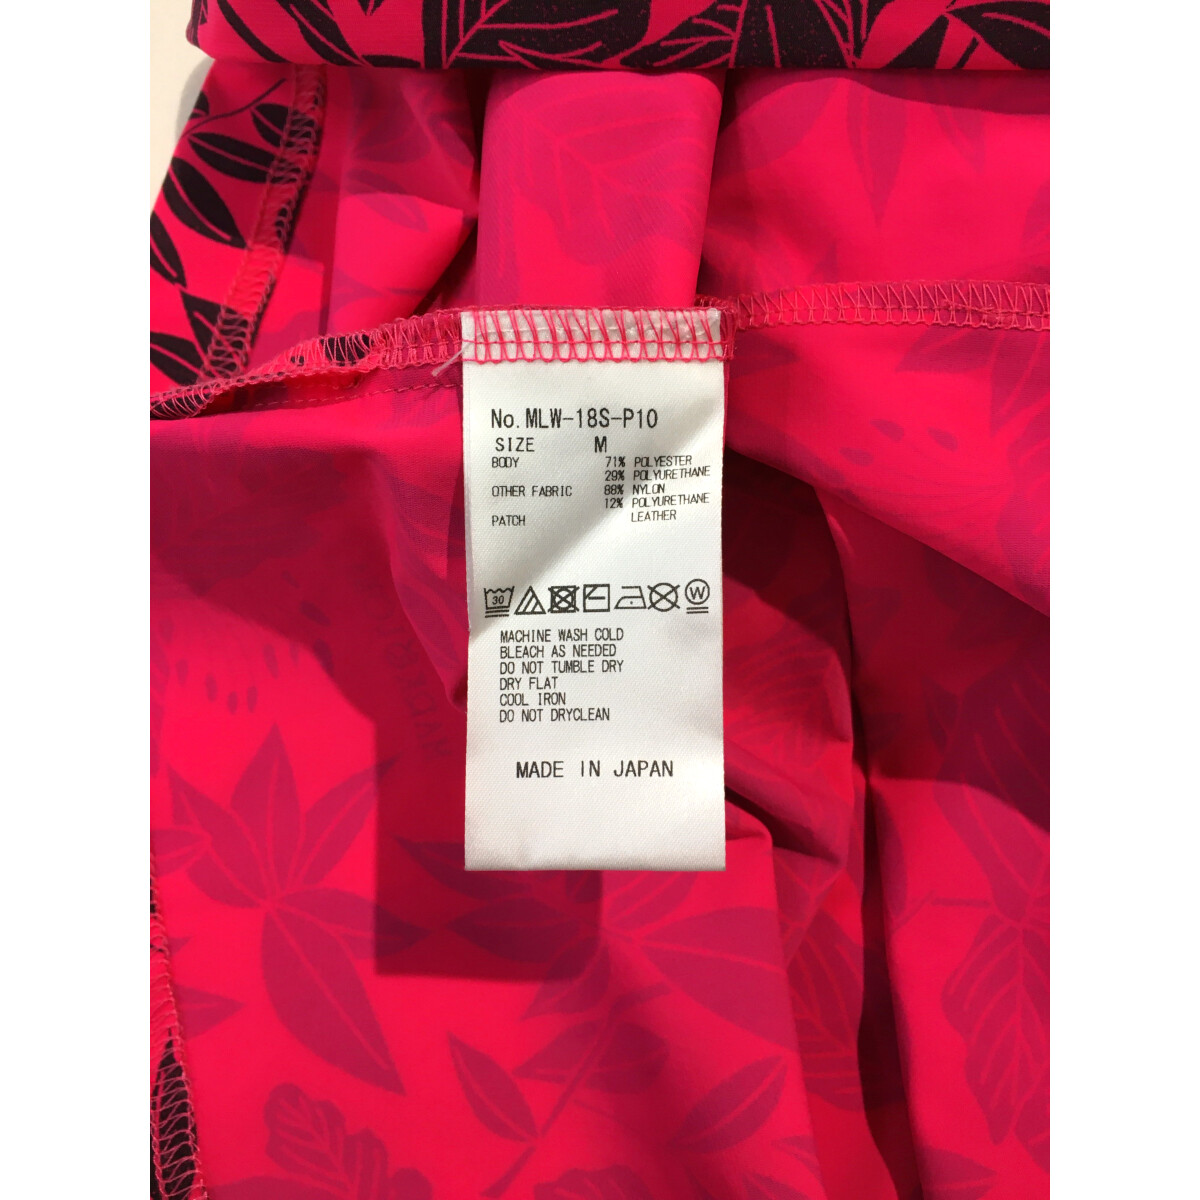 No. MLW-18S-P10
SIZE M
BODY 71% POLYESTER
29% POLYURETHANE
OTHER FABRIC 88% NYLON
12% POLYURETHANE
PATCH LEATHER
30 W
MACHINE WASH COLD
BLEACH AS NEEDED
DO NOT TUMBLE DRY
DRY FLAT
COOL IRON
DO NOT DRYCLEAN
MADE IN JAPAN